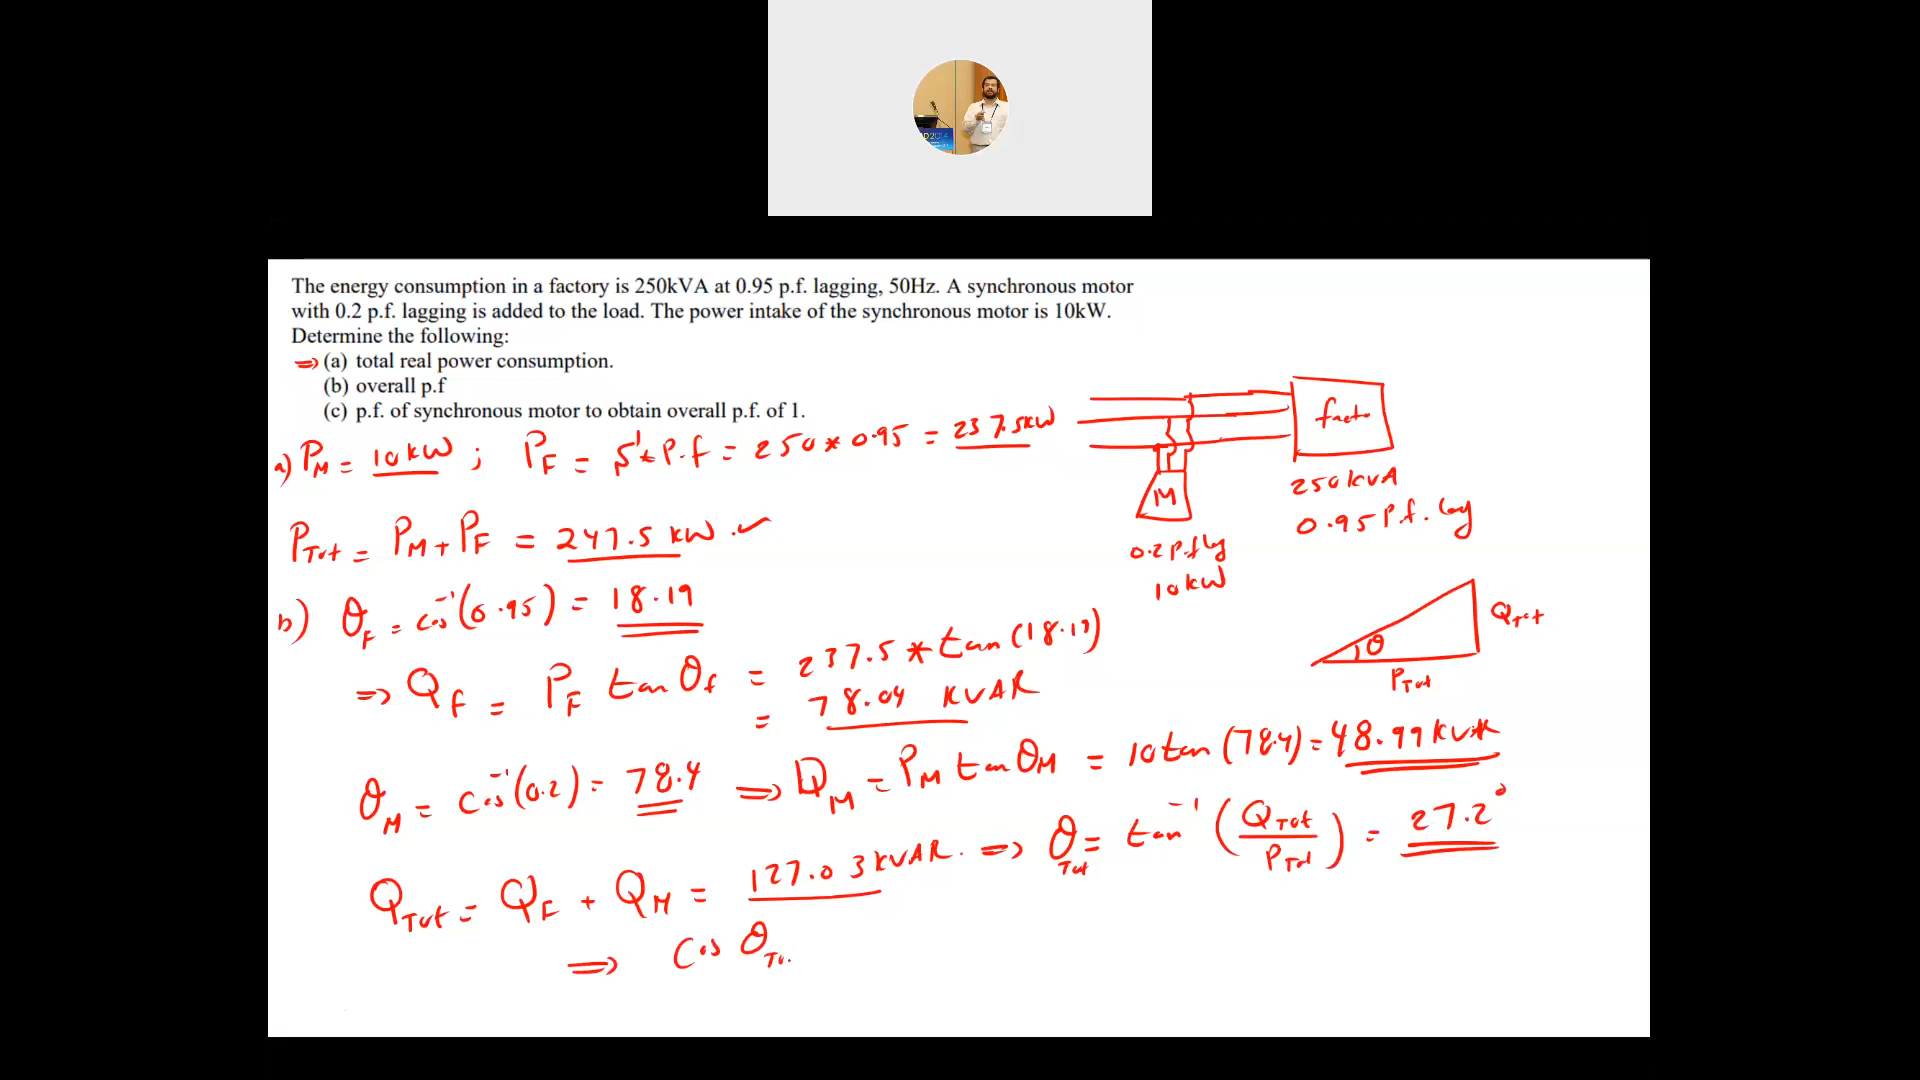 D2014
The energy consumption in a factory is 250kVA at 0.95 p.f. lagging, 50Hz. A synchronous motor
with 0.2 p.f. lagging is added to the load. The power intake of the synchronous motor is 10kW.
Determine the following:
⇒ (a) total real power consumption.
(b) overall p.f
(c) p.f. of synchronous motor to obtain overall p.f. of 1.
a) P_M = 10kW ; P_F = S * P.f = 250 * 0.95 = 237.5kW
P_Tot = P_M + P_F = 247.5 kW ✓
facto
250kVA
0.95 P.f. lag
M
0.2 p.f lg
10kW
b) θ_F = cos⁻¹(0.95) = 18.19
⇒ Q_F = P_F tan θ_f = 237.5 * tan(18.19)
= 78.04 KVAR
θ
Q_Tot
P_Tot
θ_M = cos⁻¹(0.2) = 78.4 ⇒ Q_M = P_M tan θ_M = 10 tan (78.4) = 48.99 kVAR
Q_Tot = Q_F + Q_M = 127.03 KVAR. ⇒ θ_Tot = tan⁻¹ (Q_Tot / P_Tot) = 27.2°
⇒ Cos θ_To